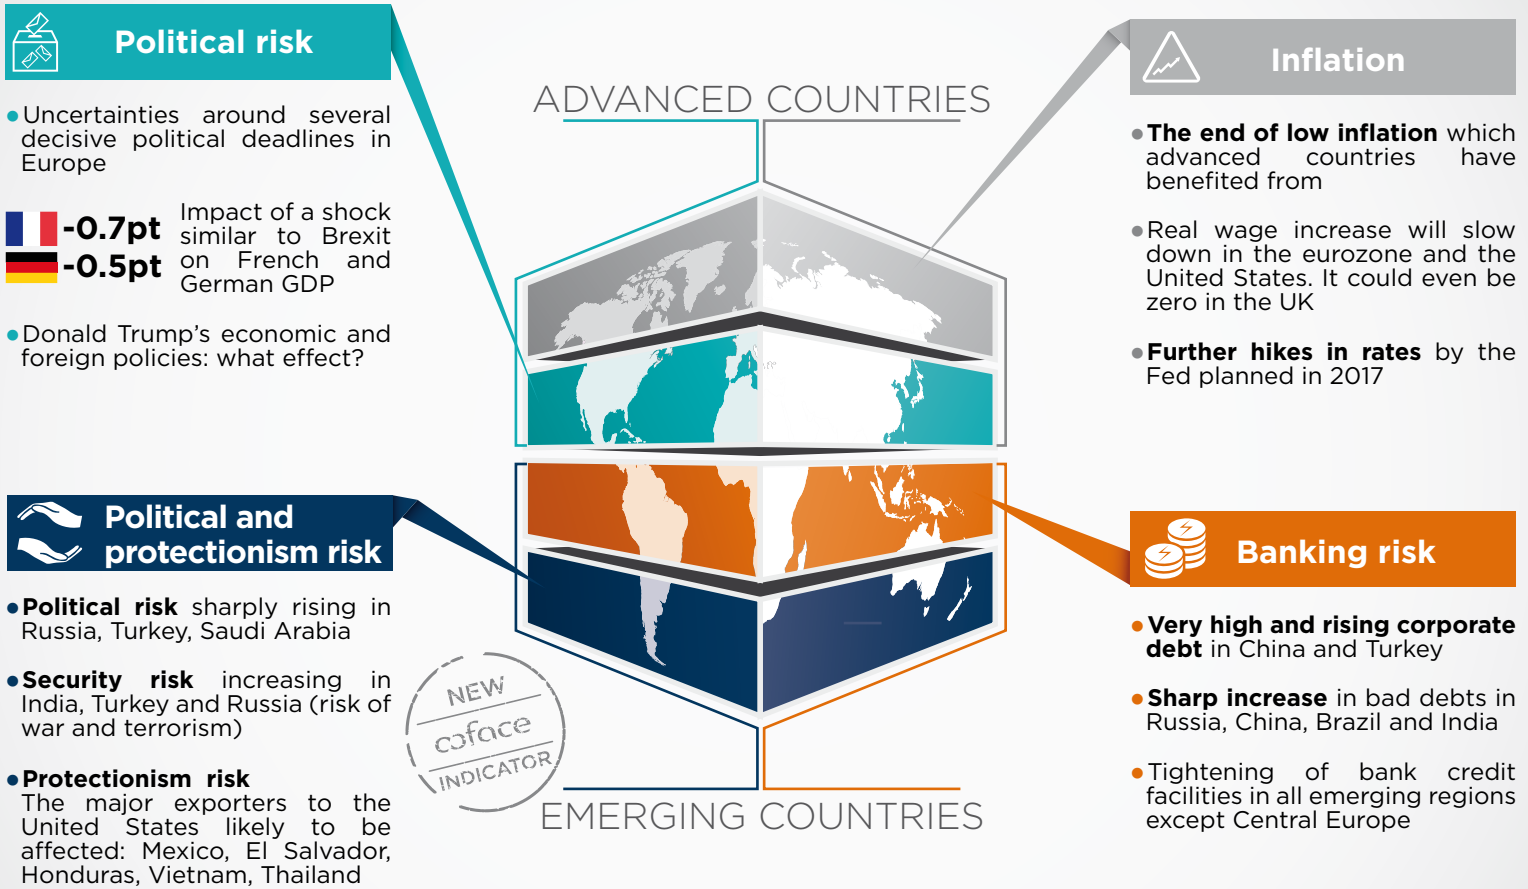 Political risk
• Uncertainties around several
decisive political deadlines in
Europe
-0.7pt
-0.5pt
Impact of a shock
similar to Brexit
on French and
German GDP
• Donald Trump's economic and
foreign policies: what effect?
ADVANCED COUNTRIES
Inflation
• The end of low inflation which
advanced countries have
benefited from
• Real wage increase will slow
down in the eurozone and the
United States. It could even be
zero in the UK
• Further hikes in rates by the
Fed planned in 2017
Political and
protectionism risk
• Political risk sharply rising in
Russia, Turkey, Saudi Arabia
• Security risk increasing in
India, Turkey and Russia (risk of
war and terrorism)
• Protectionism risk
The major exporters to the
United States likely to be
affected: Mexico, El Salvador,
Honduras, Vietnam, Thailand
NEW
coface
INDICATOR
EMERGING COUNTRIES
Banking risk
• Very high and rising corporate
debt in China and Turkey
• Sharp increase in bad debts in
Russia, China, Brazil and India
• Tightening of bank credit
facilities in all emerging regions
except Central Europe